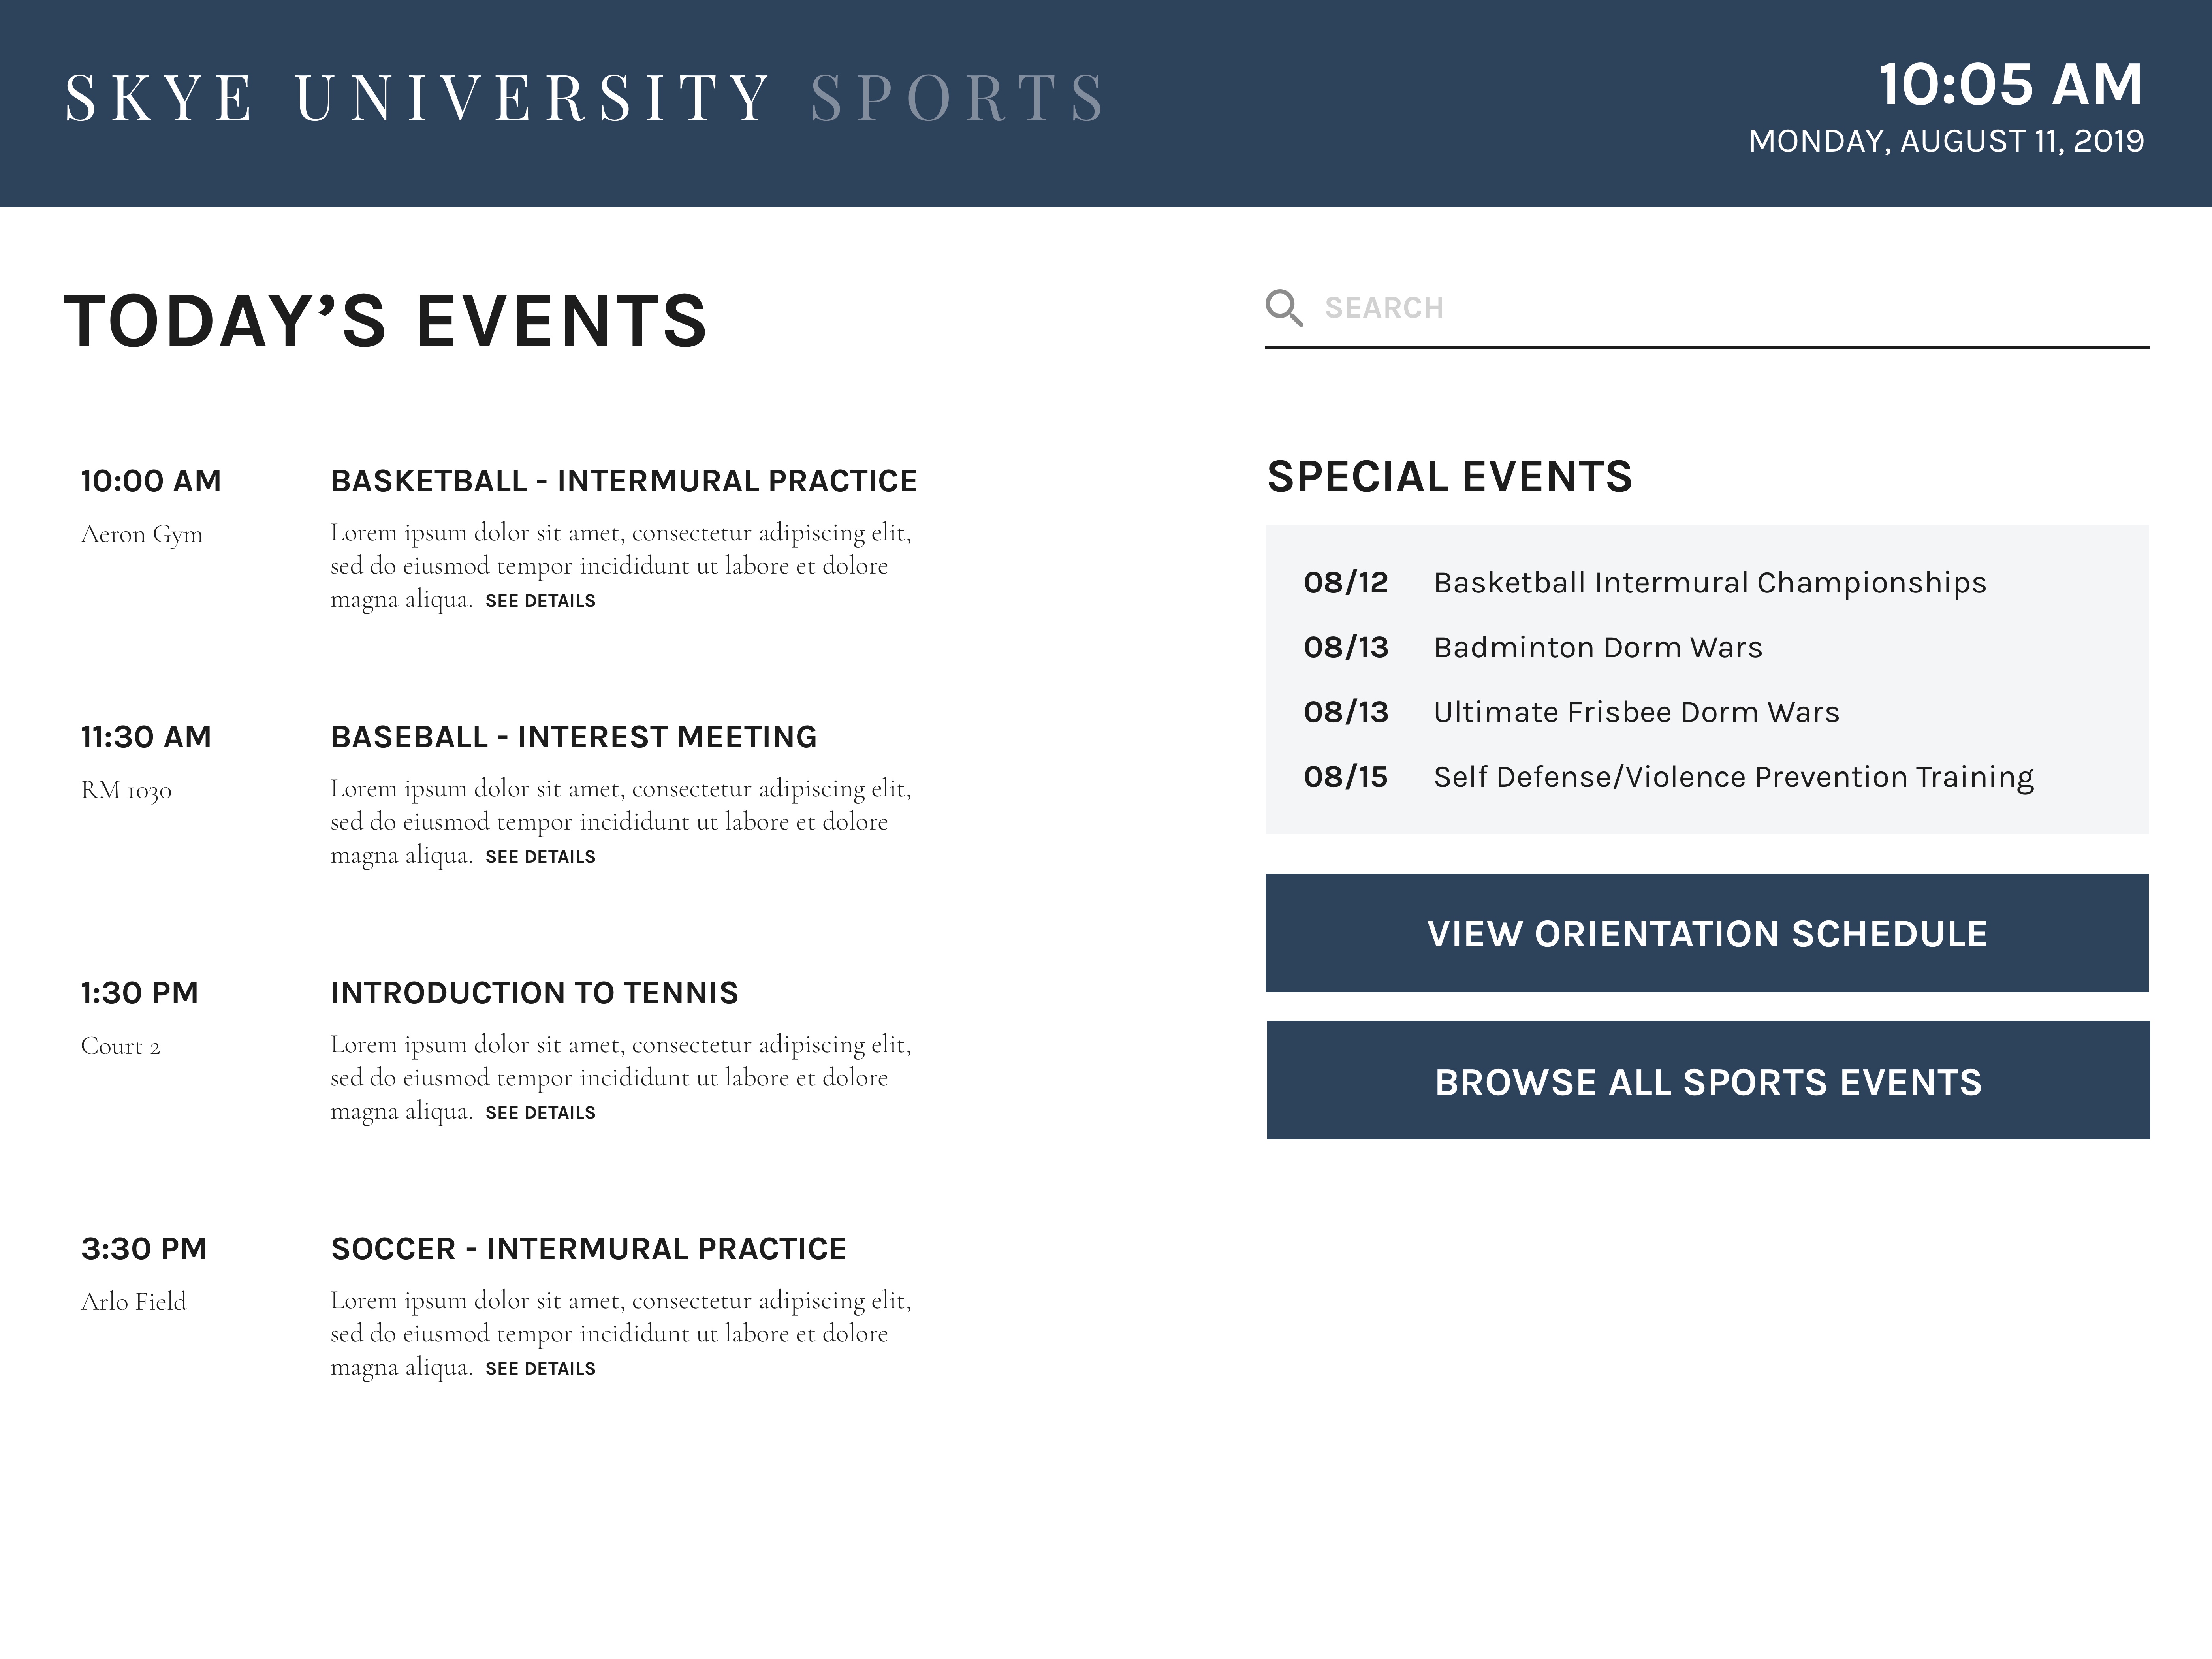 SKYE UNIVERSITY SPORTS
10:05 AM
MONDAY, AUGUST 11, 2019
TODAY’S EVENTS
SEARCH
10:00 AM
Aeron Gym
BASKETBALL - INTERMURAL PRACTICE
Lorem ipsum dolor sit amet, consectetur adipiscing elit,
sed do eiusmod tempor incididunt ut labore et dolore
magna aliqua. SEE DETAILS
11:30 AM
RM 1030
BASEBALL - INTEREST MEETING
Lorem ipsum dolor sit amet, consectetur adipiscing elit,
sed do eiusmod tempor incididunt ut labore et dolore
magna aliqua. SEE DETAILS
1:30 PM
Court 2
INTRODUCTION TO TENNIS
Lorem ipsum dolor sit amet, consectetur adipiscing elit,
sed do eiusmod tempor incididunt ut labore et dolore
magna aliqua. SEE DETAILS
3:30 PM
Arlo Field
SOCCER - INTERMURAL PRACTICE
Lorem ipsum dolor sit amet, consectetur adipiscing elit,
sed do eiusmod tempor incididunt ut labore et dolore
magna aliqua. SEE DETAILS
SPECIAL EVENTS
08/12 Basketball Intermural Championships
08/13 Badminton Dorm Wars
08/13 Ultimate Frisbee Dorm Wars
08/15 Self Defense/Violence Prevention Training
VIEW ORIENTATION SCHEDULE
BROWSE ALL SPORTS EVENTS